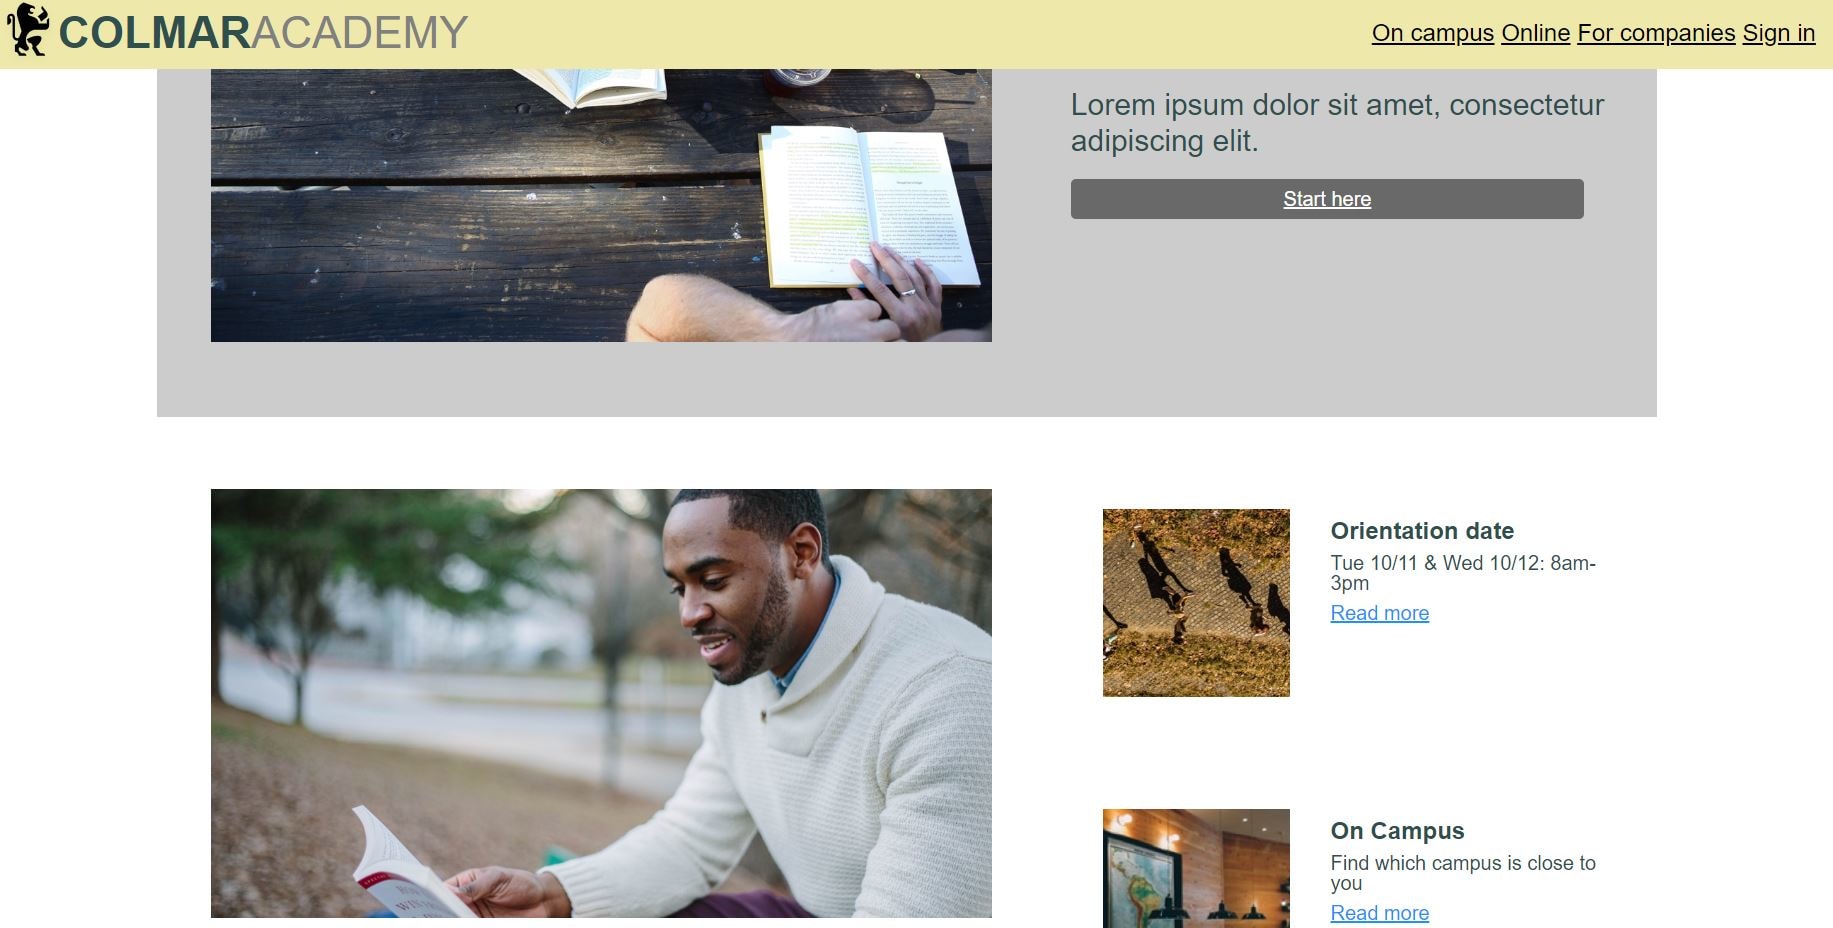 COLMARACADEMY
On campus Online For companies Sign in
Lorem ipsum dolor sit amet, consectetur
adipiscing elit.
Start here
Orientation date
Tue 10/11 & Wed 10/12: 8am-
3pm
Read more
On Campus
Find which campus is close to
you
Read more